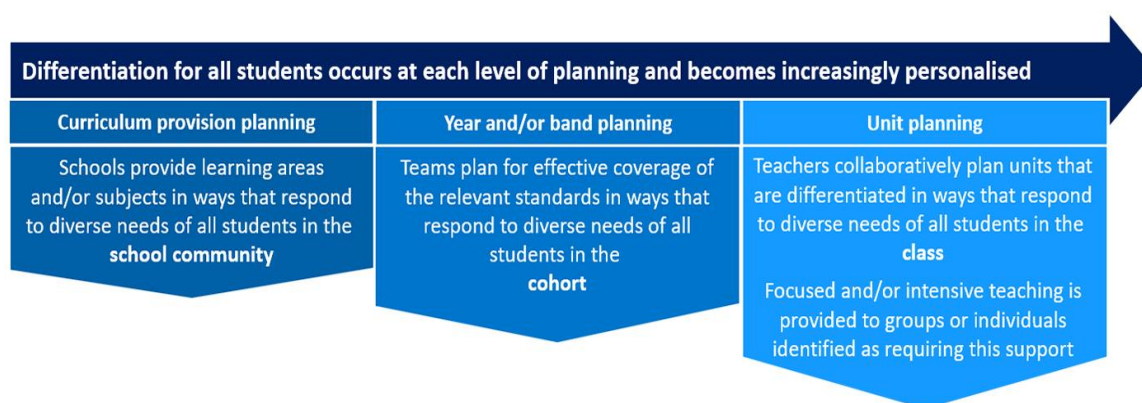 Differentiation for all students occurs at each level of planning and becomes increasingly personalised
Curriculum provision planning
Schools provide learning areas
and/or subjects in ways that respond
to diverse needs of all students in the
school community
Year and/or band planning
Teams plan for effective coverage of
the relevant standards in ways that
respond to diverse needs of all
students in the
cohort
Unit planning
Teachers collaboratively plan units that
are differentiated in ways that respond
to diverse needs of all students in the
class
Focused and/or intensive teaching is
provided to groups or individuals
identified as requiring this support